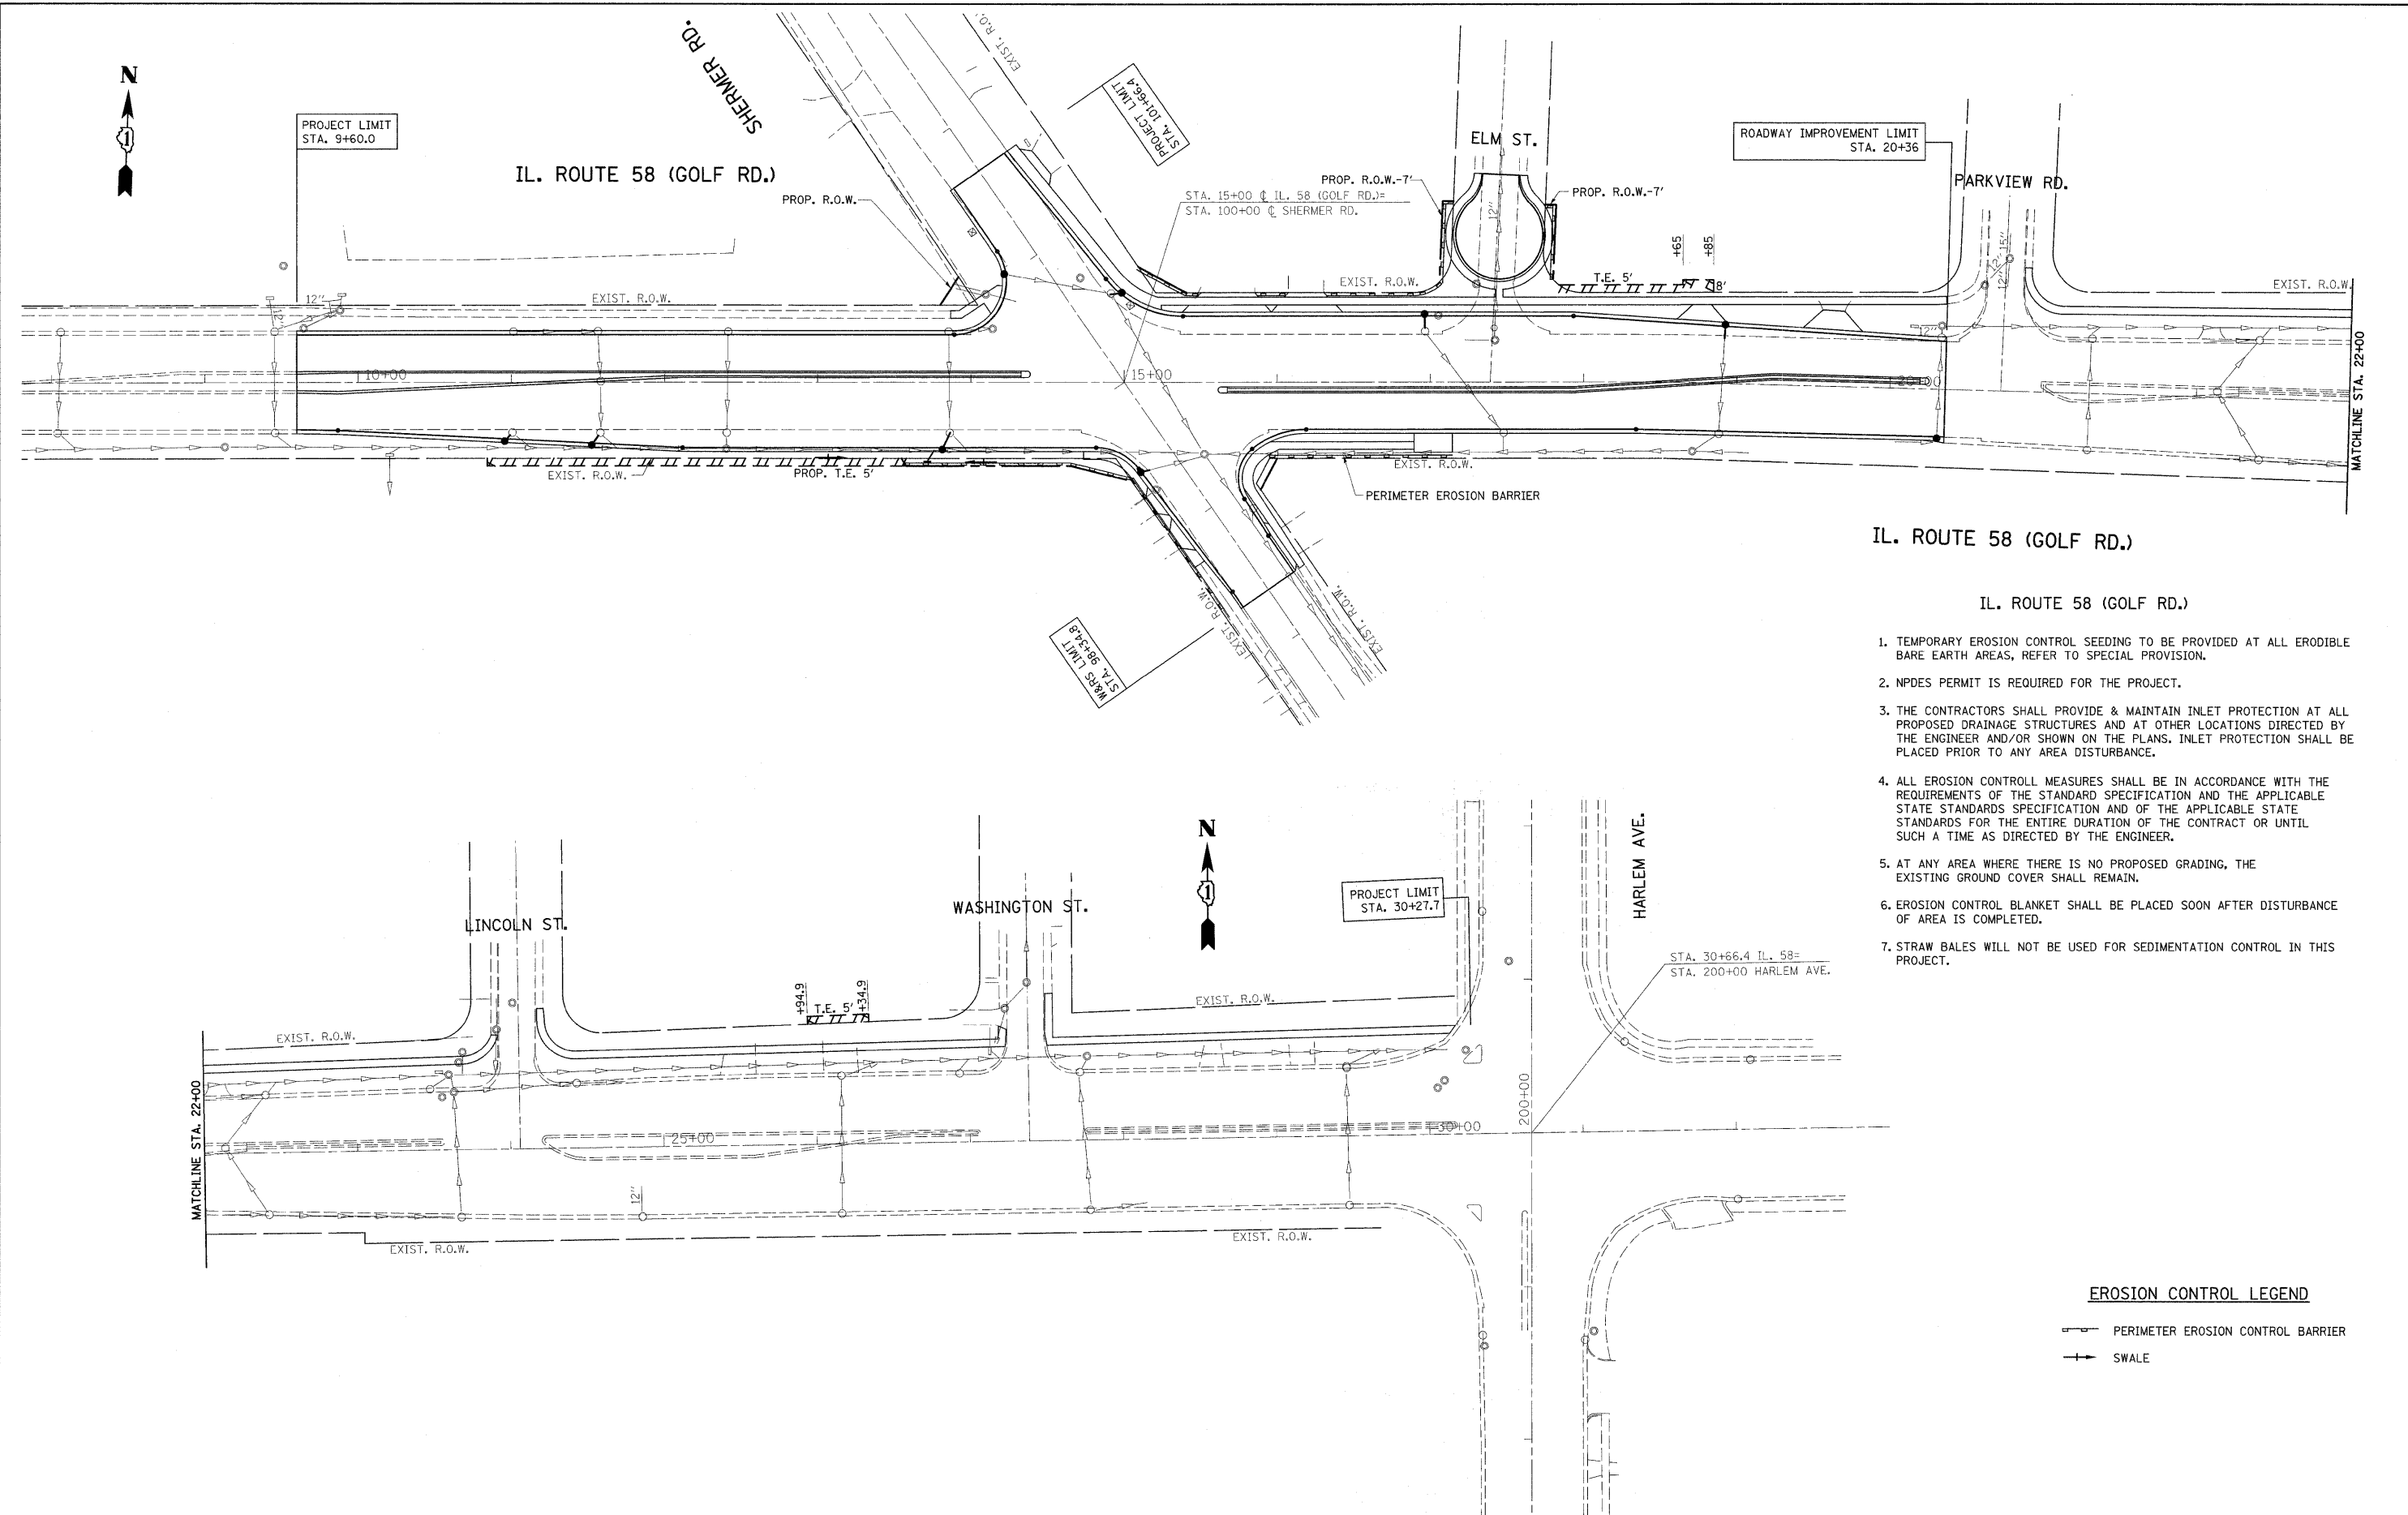 N
1
PROJECT LIMIT
STA. 9+60.0
IL. ROUTE 58 (GOLF RD.)
SHERMER RD.
PROP. R.O.W.
EXIST. R.O.W.
PROJECT LIMIT
STA. 101+66.4
STA. 15+00 ℄ IL. 58 (GOLF RD.)=
STA. 100+00 ℄ SHERMER RD.
PROP. R.O.W.-7'
ELM ST.
PROP. R.O.W.-7'
12"
+65
+85
T.E. 5'
8'
ROADWAY IMPROVEMENT LIMIT
STA. 20+36
PARKVIEW RD.
15"
12"
12"
12"
EXIST. R.O.W.
EXIST. R.O.W.
EXIST. R.O.W.
12"
12"
10+00
15+00
20+00
MATCHLINE STA. 22+00
EXIST. R.O.W.
PROP. T.E. 5'
EXIST. R.O.W.
PERIMETER EROSION BARRIER
EXIST. R.O.W.
EXIST. R.O.W.
EXIST. R.O.W.
W&RS LIMIT
STA. 98+34.8
IL. ROUTE 58 (GOLF RD.)
IL. ROUTE 58 (GOLF RD.)
1. TEMPORARY EROSION CONTROL SEEDING TO BE PROVIDED AT ALL ERODIBLE
BARE EARTH AREAS, REFER TO SPECIAL PROVISION.
2. NPDES PERMIT IS REQUIRED FOR THE PROJECT.
3. THE CONTRACTORS SHALL PROVIDE & MAINTAIN INLET PROTECTION AT ALL
PROPOSED DRAINAGE STRUCTURES AND AT OTHER LOCATIONS DIRECTED BY
THE ENGINEER AND/OR SHOWN ON THE PLANS. INLET PROTECTION SHALL BE
PLACED PRIOR TO ANY AREA DISTURBANCE.
4. ALL EROSION CONTROLL MEASURES SHALL BE IN ACCORDANCE WITH THE
REQUIREMENTS OF THE STANDARD SPECIFICATION AND THE APPLICABLE
STATE STANDARDS SPECIFICATION AND OF THE APPLICABLE STATE
STANDARDS FOR THE ENTIRE DURATION OF THE CONTRACT OR UNTIL
SUCH A TIME AS DIRECTED BY THE ENGINEER.
5. AT ANY AREA WHERE THERE IS NO PROPOSED GRADING, THE
EXISTING GROUND COVER SHALL REMAIN.
6. EROSION CONTROL BLANKET SHALL BE PLACED SOON AFTER DISTURBANCE
OF AREA IS COMPLETED.
7. STRAW BALES WILL NOT BE USED FOR SEDIMENTATION CONTROL IN THIS
PROJECT.
N
1
LINCOLN ST.
WASHINGTON ST.
PROJECT LIMIT
STA. 30+27.7
HARLEM AVE.
STA. 30+66.4 IL. 58=
STA. 200+00 HARLEM AVE.
+94.9
T.E. 5'
+34.9
EXIST. R.O.W.
EXIST. R.O.W.
MATCHLINE STA. 22+00
25+00
30+00
200+00
12"
EXIST. R.O.W.
EXIST. R.O.W.
EROSION CONTROL LEGEND
PERIMETER EROSION CONTROL BARRIER
SWALE